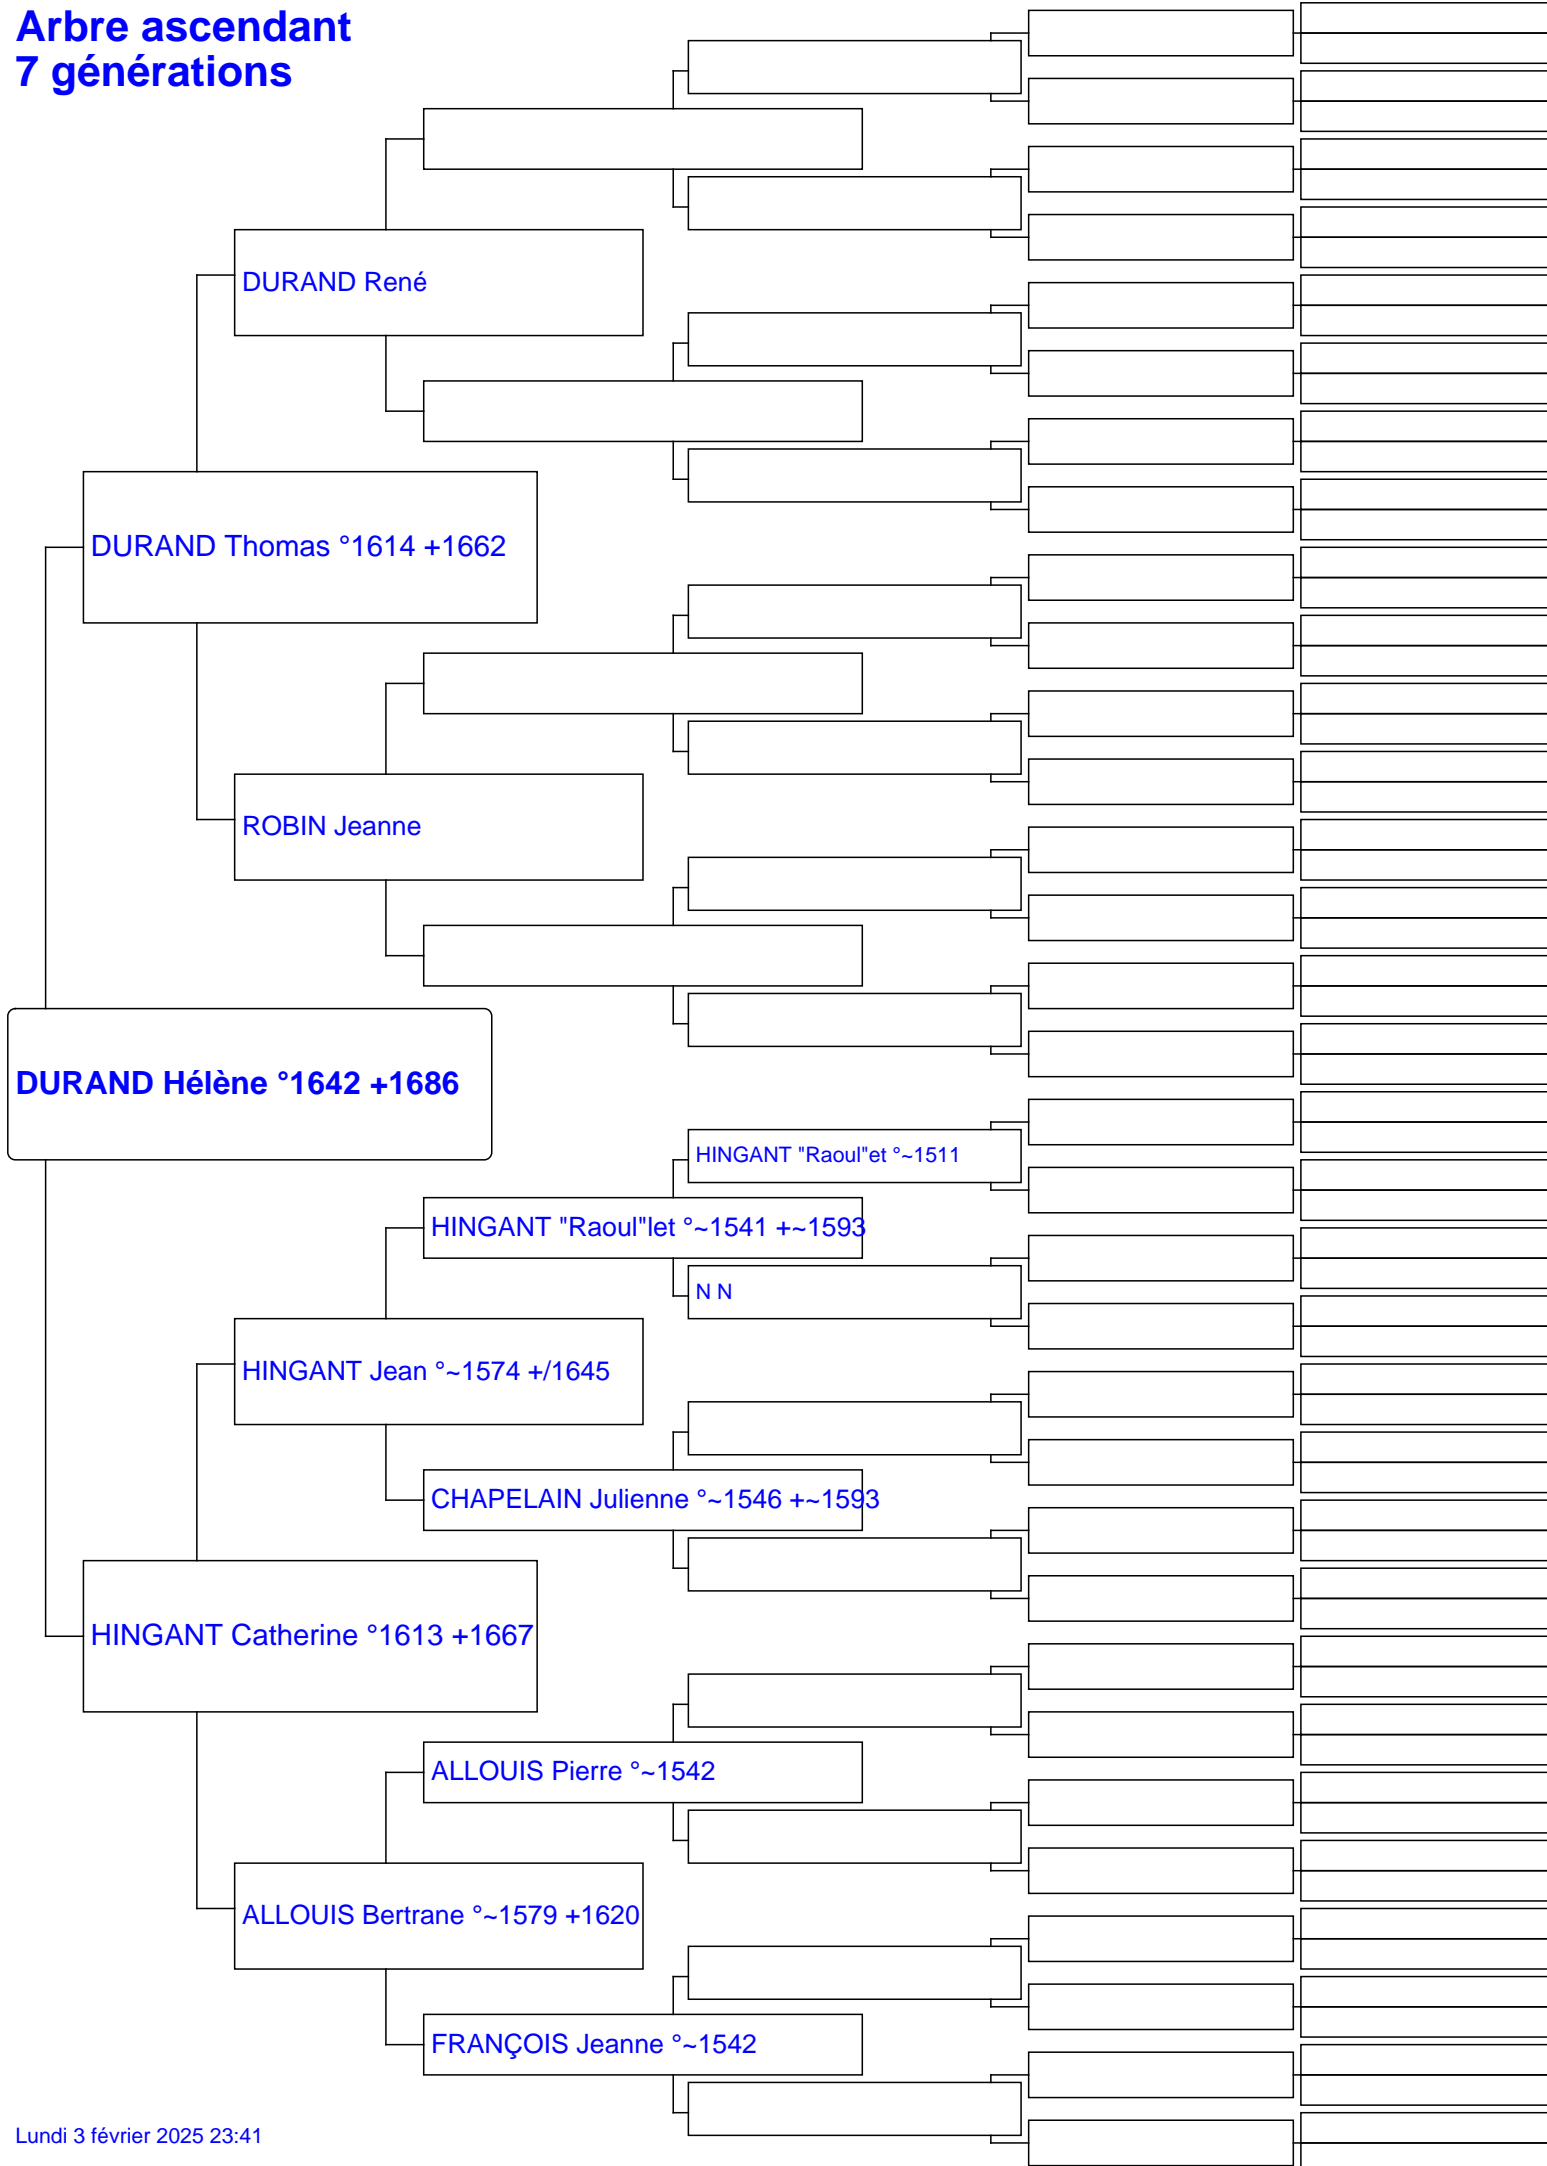 Arbre ascendant
7 générations
DURAND René
DURAND Thomas °1614 +1662
ROBIN Jeanne
DURAND Hélène °1642 +1686
HINGANT "Raoul"et °~1511
HINGANT "Raoul"let °~1541 +~1593
N N
HINGANT Jean °~1574 +/1645
CHAPELAIN Julienne °~1546 +~1593
HINGANT Catherine °1613 +1667
ALLOUIS Pierre °~1542
ALLOUIS Bertrane °~1579 +1620
FRANÇOIS Jeanne °~1542
Lundi 3 février 2025 23:41